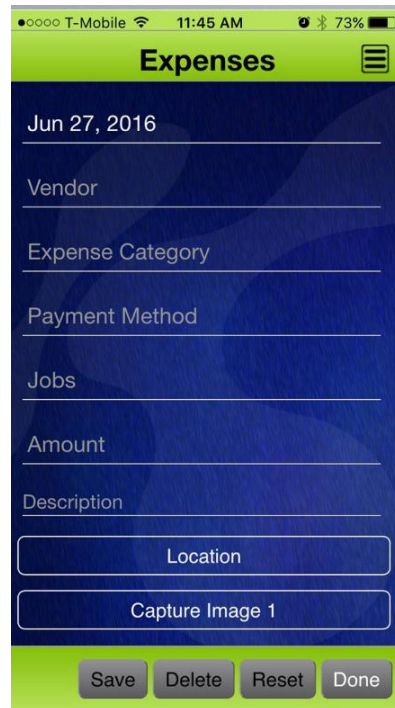 T-Mobile 11:45 AM 73%
Expenses
Jun 27, 2016
Vendor
Expense Category
Payment Method
Jobs
Amount
Description
Location
Capture Image 1
Save Delete Reset Done